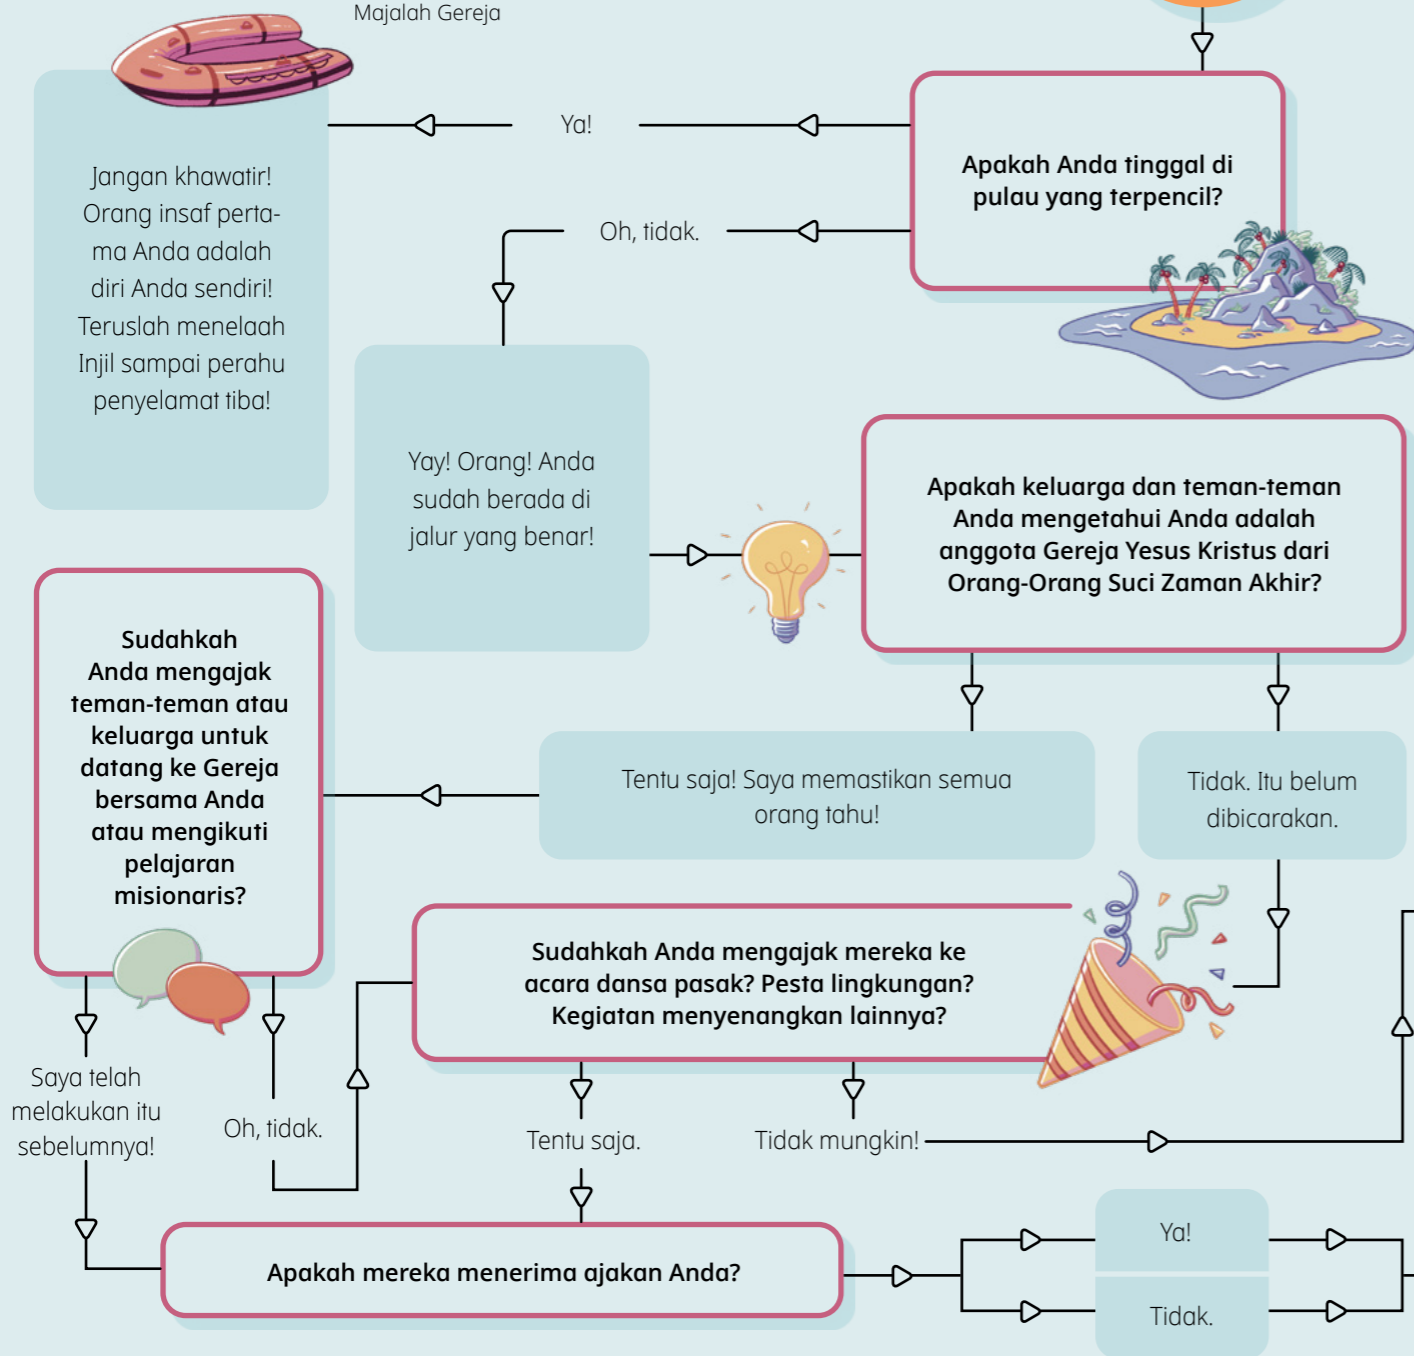 Majalah Gereja
Apakah Anda tinggal di
pulau yang terpencil?
Ya!
Jangan khawatir!
Orang insaf perta-
ma Anda adalah
diri Anda sendiri!
Teruslah menelaah
Injil sampai perahu
penyelamat tiba!
Oh, tidak.
Yay! Orang! Anda
sudah berada di
jalur yang benar!
Apakah keluarga dan teman-teman
Anda mengetahui Anda adalah
anggota Gereja Yesus Kristus dari
Orang-Orang Suci Zaman Akhir?
Tentu saja! Saya memastikan semua
orang tahu!
Tidak. Itu belum
dibicarakan.
Sudahkah
Anda mengajak
teman-teman atau
keluarga untuk
datang ke Gereja
bersama Anda
atau mengikuti
pelajaran
misionaris?
Saya telah
melakukan itu
sebelumnya!
Oh, tidak.
Sudahkah Anda mengajak mereka ke
acara dansa pasak? Pesta lingkungan?
Kegiatan menyenangkan lainnya?
Tentu saja.
Tidak mungkin!
Apakah mereka menerima ajakan Anda?
Ya!
Tidak.